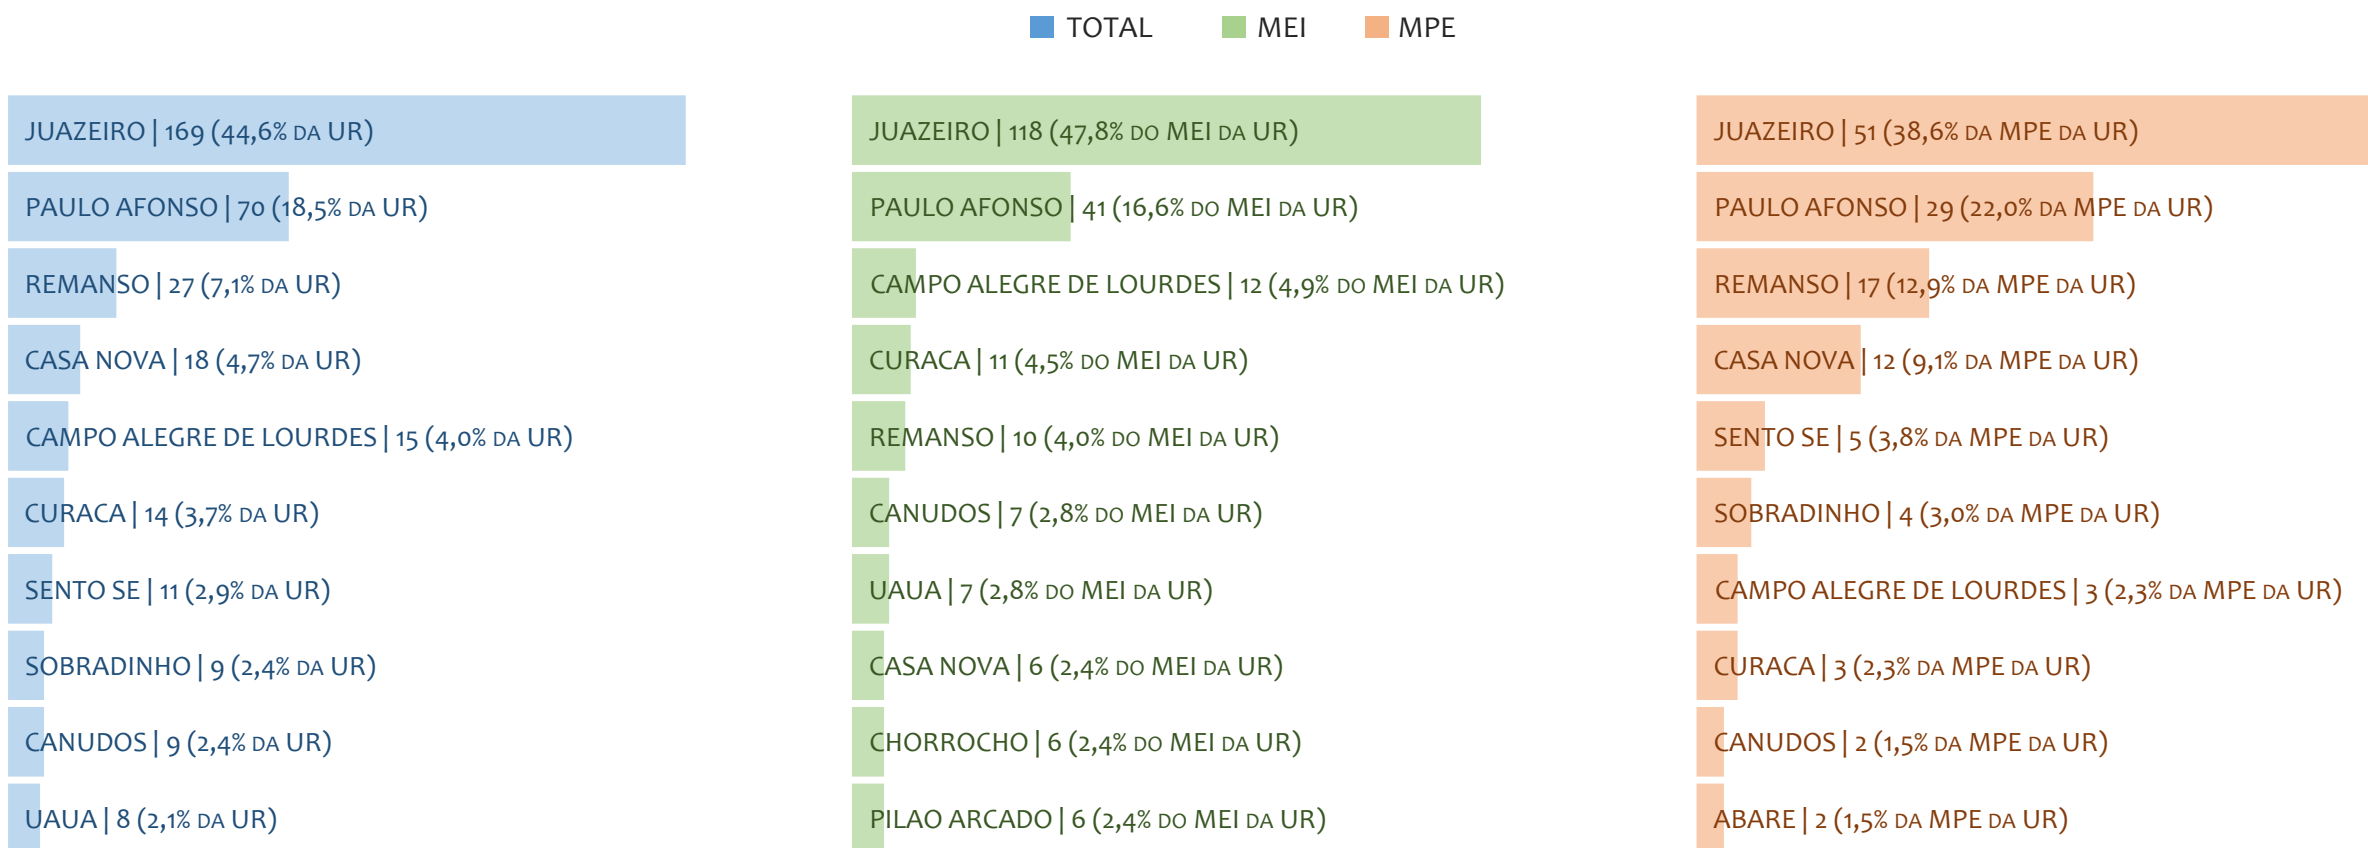 TOTAL MEI MPE
JUAZEIRO | 169 (44,6% DA UR)
PAULO AFONSO | 70 (18,5% DA UR)
REMANSO | 27 (7,1% DA UR)
CASA NOVA | 18 (4,7% DA UR)
CAMPO ALEGRE DE LOURDES | 15 (4,0% DA UR)
CURACA | 14 (3,7% DA UR)
SENTO SE | 11 (2,9% DA UR)
SOBRADINHO | 9 (2,4% DA UR)
CANUDOS | 9 (2,4% DA UR)
UAUA | 8 (2,1% DA UR)
JUAZEIRO | 118 (47,8% DO MEI DA UR)
PAULO AFONSO | 41 (16,6% DO MEI DA UR)
CAMPO ALEGRE DE LOURDES | 12 (4,9% DO MEI DA UR)
CURACA | 11 (4,5% DO MEI DA UR)
REMANSO | 10 (4,0% DO MEI DA UR)
CANUDOS | 7 (2,8% DO MEI DA UR)
UAUA | 7 (2,8% DO MEI DA UR)
CASA NOVA | 6 (2,4% DO MEI DA UR)
CHORROCHO | 6 (2,4% DO MEI DA UR)
PILAO ARCADO | 6 (2,4% DO MEI DA UR)
JUAZEIRO | 51 (38,6% DA MPE DA UR)
PAULO AFONSO | 29 (22,0% DA MPE DA UR)
REMANSO | 17 (12,9% DA MPE DA UR)
CASA NOVA | 12 (9,1% DA MPE DA UR)
SENTO SE | 5 (3,8% DA MPE DA UR)
SOBRADINHO | 4 (3,0% DA MPE DA UR)
CAMPO ALEGRE DE LOURDES | 3 (2,3% DA MPE DA UR)
CURACA | 3 (2,3% DA MPE DA UR)
CANUDOS | 2 (1,5% DA MPE DA UR)
ABARE | 2 (1,5% DA MPE DA UR)